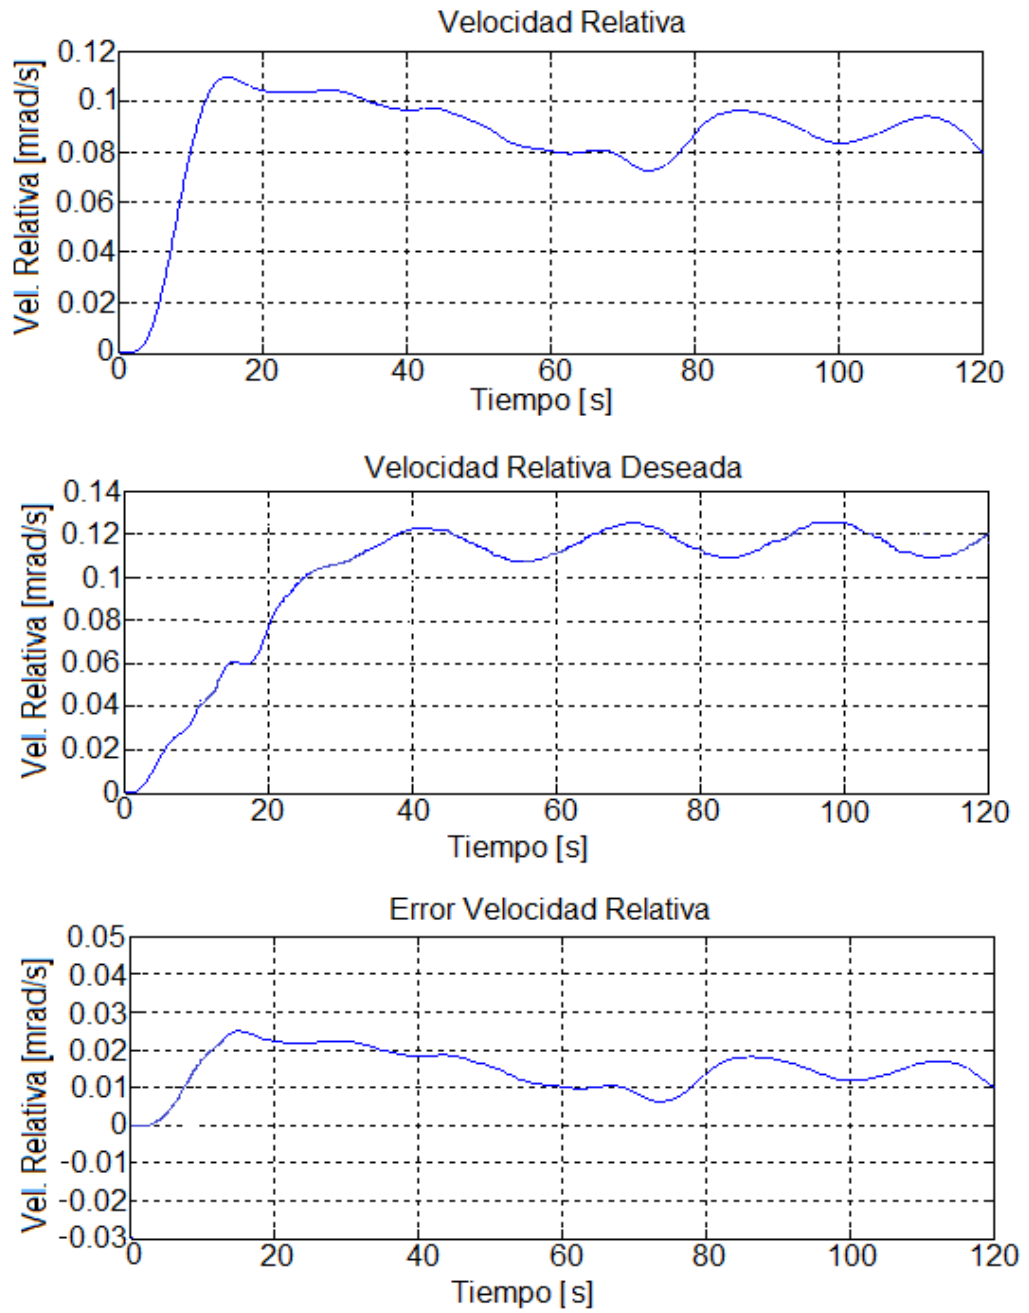 Velocidad Relativa
Vel. Relativa [mrad/s]
0.12
0.1
0.08
0.06
0.04
0.02
0
0 20 40 60 80 100 120
Tiempo [s]
Velocidad Relativa Deseada
Vel. Relativa [mrad/s]
0.14
0.12
0.1
0.08
0.06
0.04
0.02
0
0 20 40 60 80 100 120
Tiempo [s]
Error Velocidad Relativa
Vel. Relativa [mrad/s]
0.05
0.04
0.03
0.02
0.01
0
-0.01
-0.02
-0.03
0 20 40 60 80 100 120
Tiempo [s]